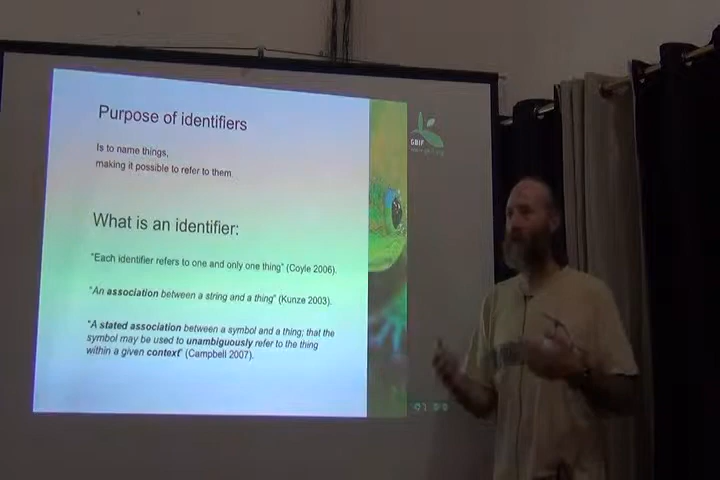 Purpose of identifiers
Is to name things,
making it possible to refer to them.
GBIF
What is an identifier:
"Each identifier refers to one and only one thing" (Coyle 2006).
"An association between a string and a thing" (Kunze 2003).
"A stated association between a symbol and a thing; that the
symbol may be used to unambiguously refer to the thing
within a given context" (Campbell 2007).